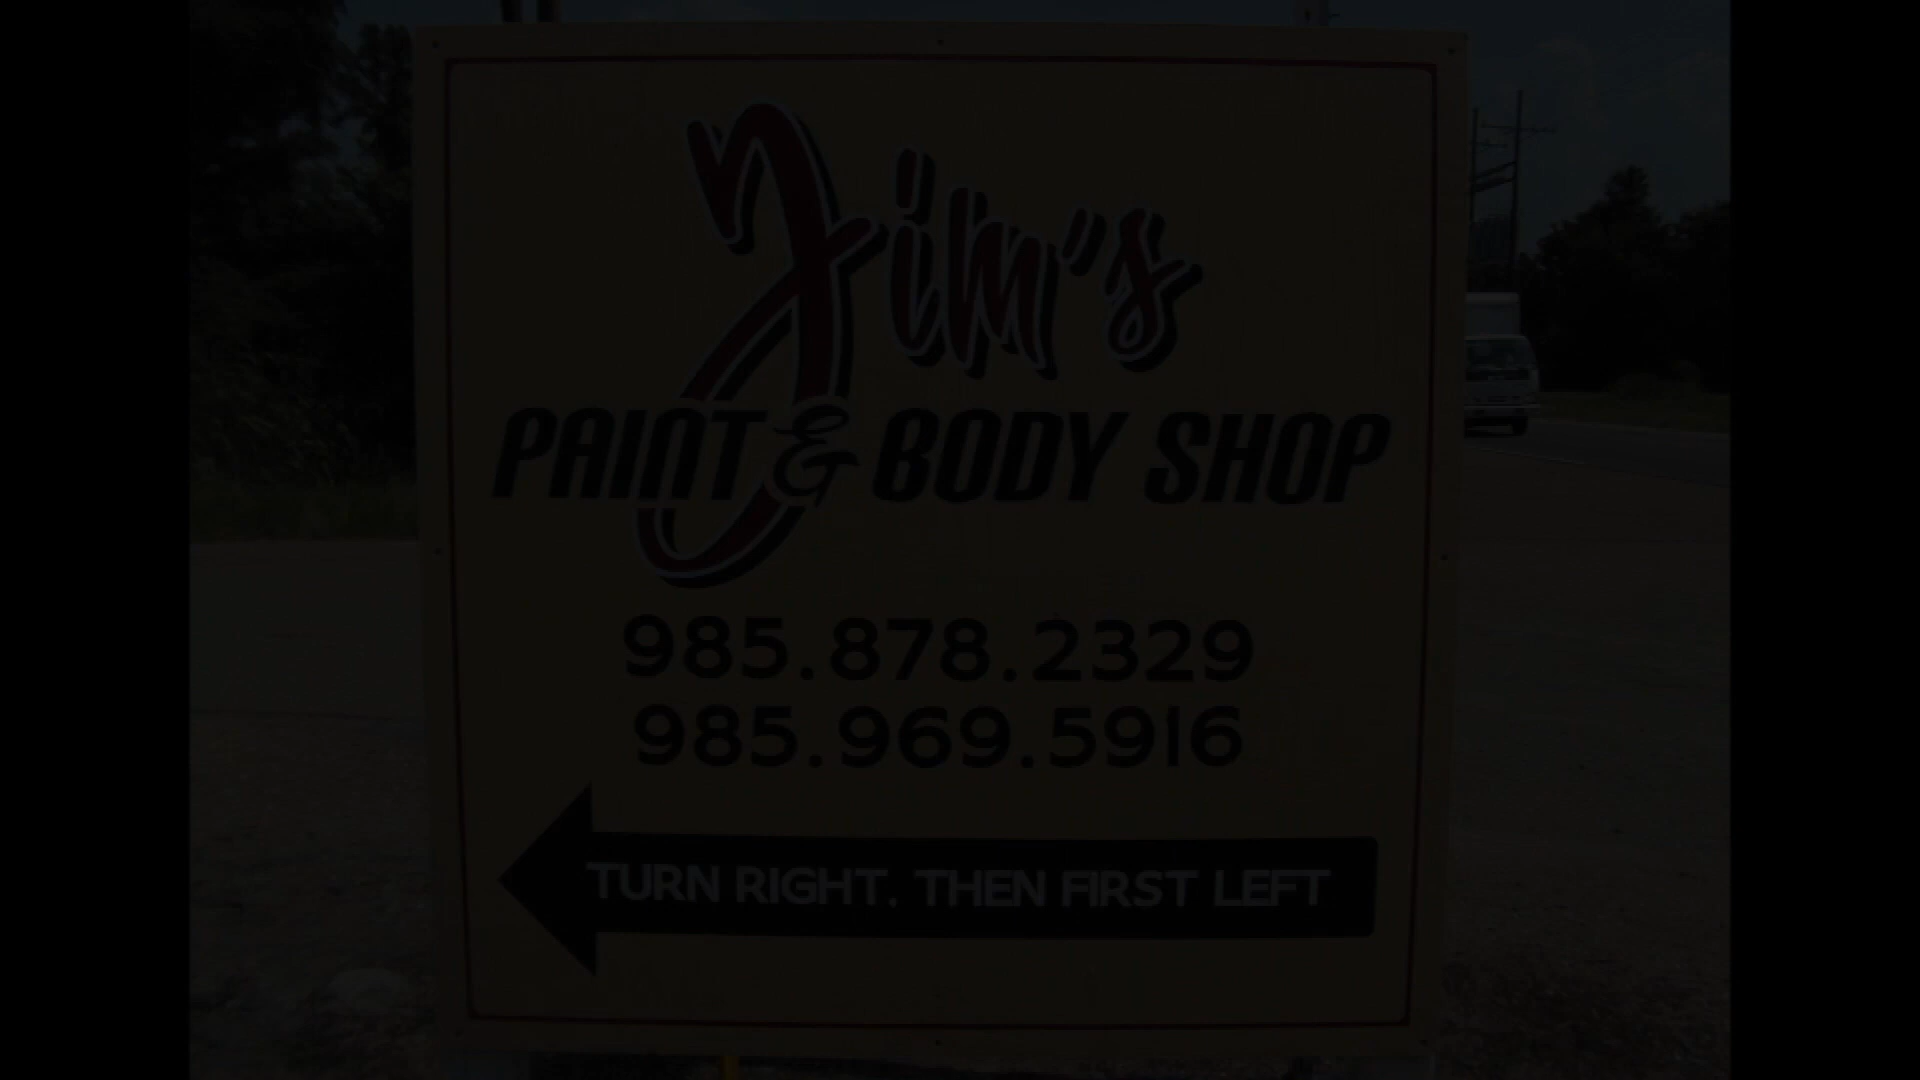 Jim's
PAINT & BODY SHOP
985.878.2329
985.969.5916
TURN RIGHT. THEN FIRST LEFT